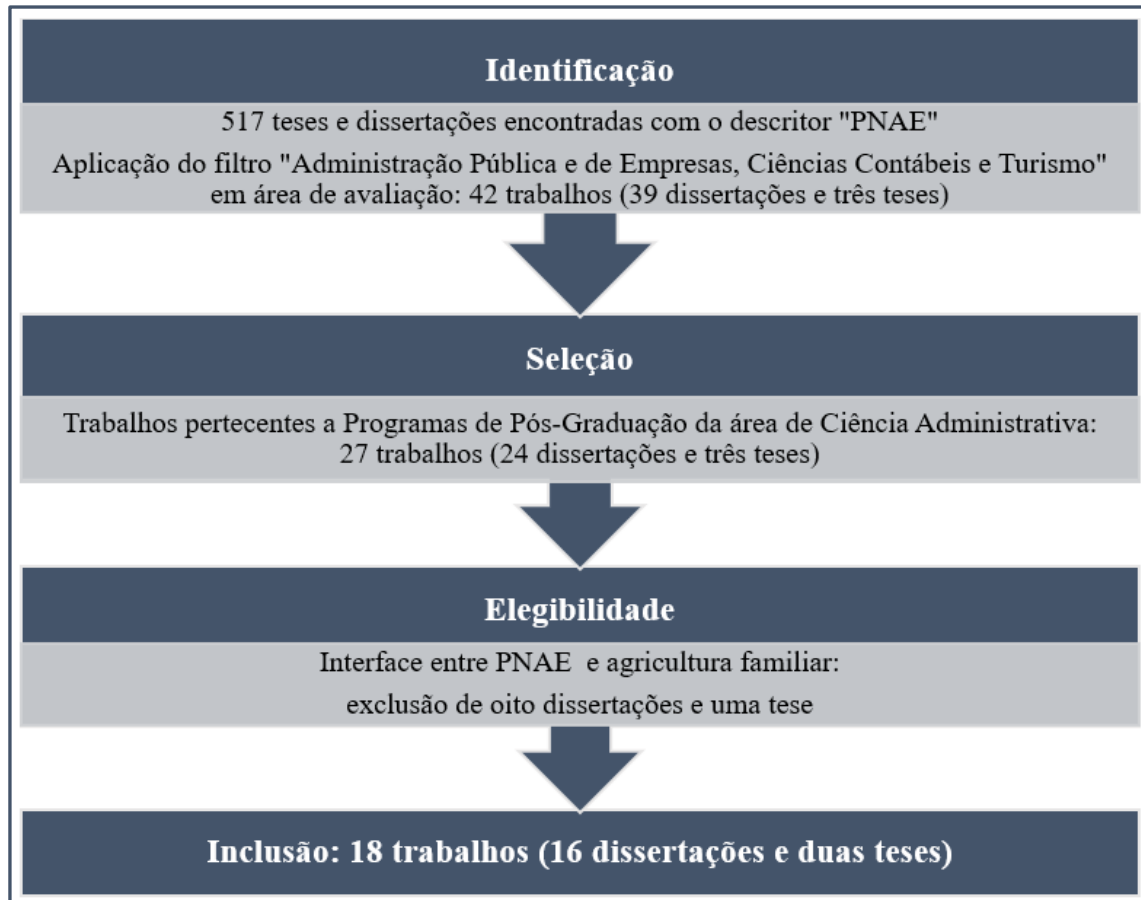 Identificação
517 teses e dissertações encontradas com o descritor "PNAE"
Aplicação do filtro "Administração Pública e de Empresas, Ciências Contábeis e Turismo"
em área de avaliação: 42 trabalhos (39 dissertações e três teses)
Seleção
Trabalhos pertecentes a Programas de Pós-Graduação da área de Ciência Administrativa:
27 trabalhos (24 dissertações e três teses)
Elegibilidade
Interface entre PNAE e agricultura familiar:
exclusão de oito dissertações e uma tese
Inclusão: 18 trabalhos (16 dissertações e duas teses)